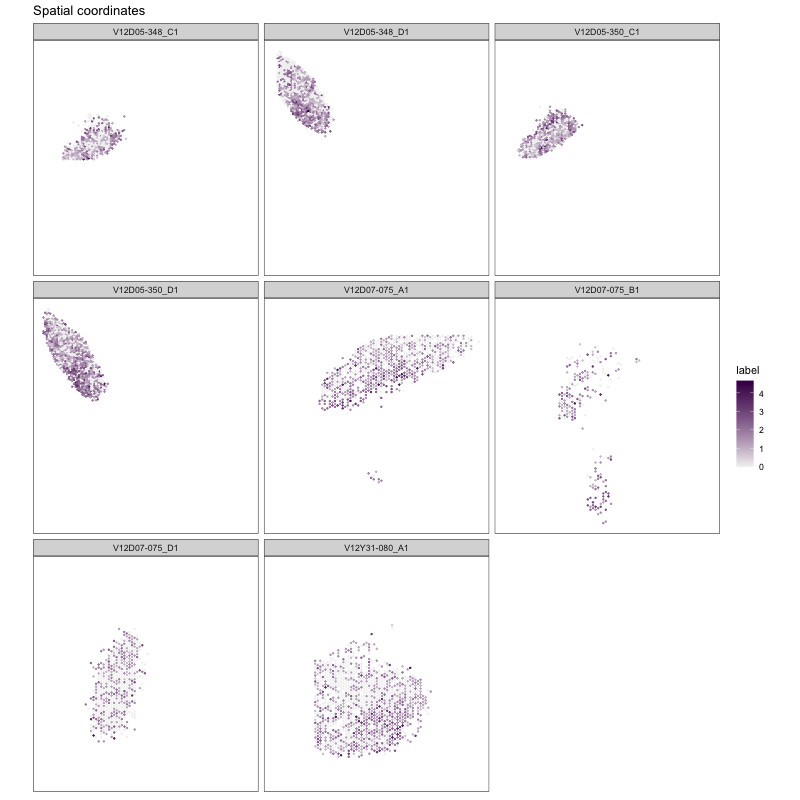 Spatial coordinates
V12D05-348_C1
V12D05-348_D1
V12D05-350_C1
V12D05-350_D1
V12D07-075_A1
V12D07-075_B1
label
4
3
2
1
0
V12D07-075_D1
V12Y31-080_A1